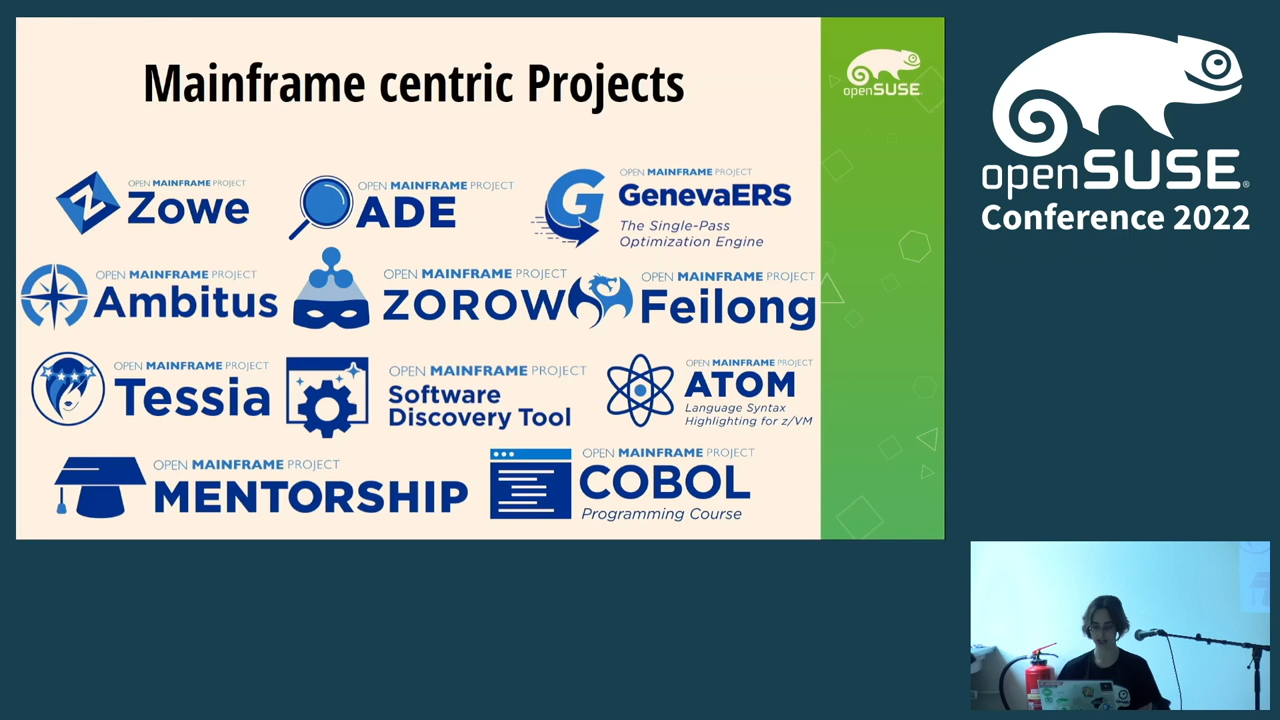 Mainframe centric Projects
OPEN MAINFRAME PROJECT
Zowe
OPEN MAINFRAME PROJECT
ADE
OPEN MAINFRAME PROJECT
GenevaERS
The Single-Pass
Optimization Engine
OPEN MAINFRAME PROJECT
Ambitus
OPEN MAINFRAME PROJECT
ZOROW
OPEN MAINFRAME PROJECT
Feilong
OPEN MAINFRAME PROJECT
Tessia
OPEN MAINFRAME PROJECT
Software
Discovery Tool
OPEN MAINFRAME PROJECT
ATOM
Language Syntax
Highlighting for z/VM
OPEN MAINFRAME PROJECT
MENTORSHIP
OPEN MAINFRAME PROJECT
COBOL
Programming Course
openSUSE
openSUSE®
Conference 2022